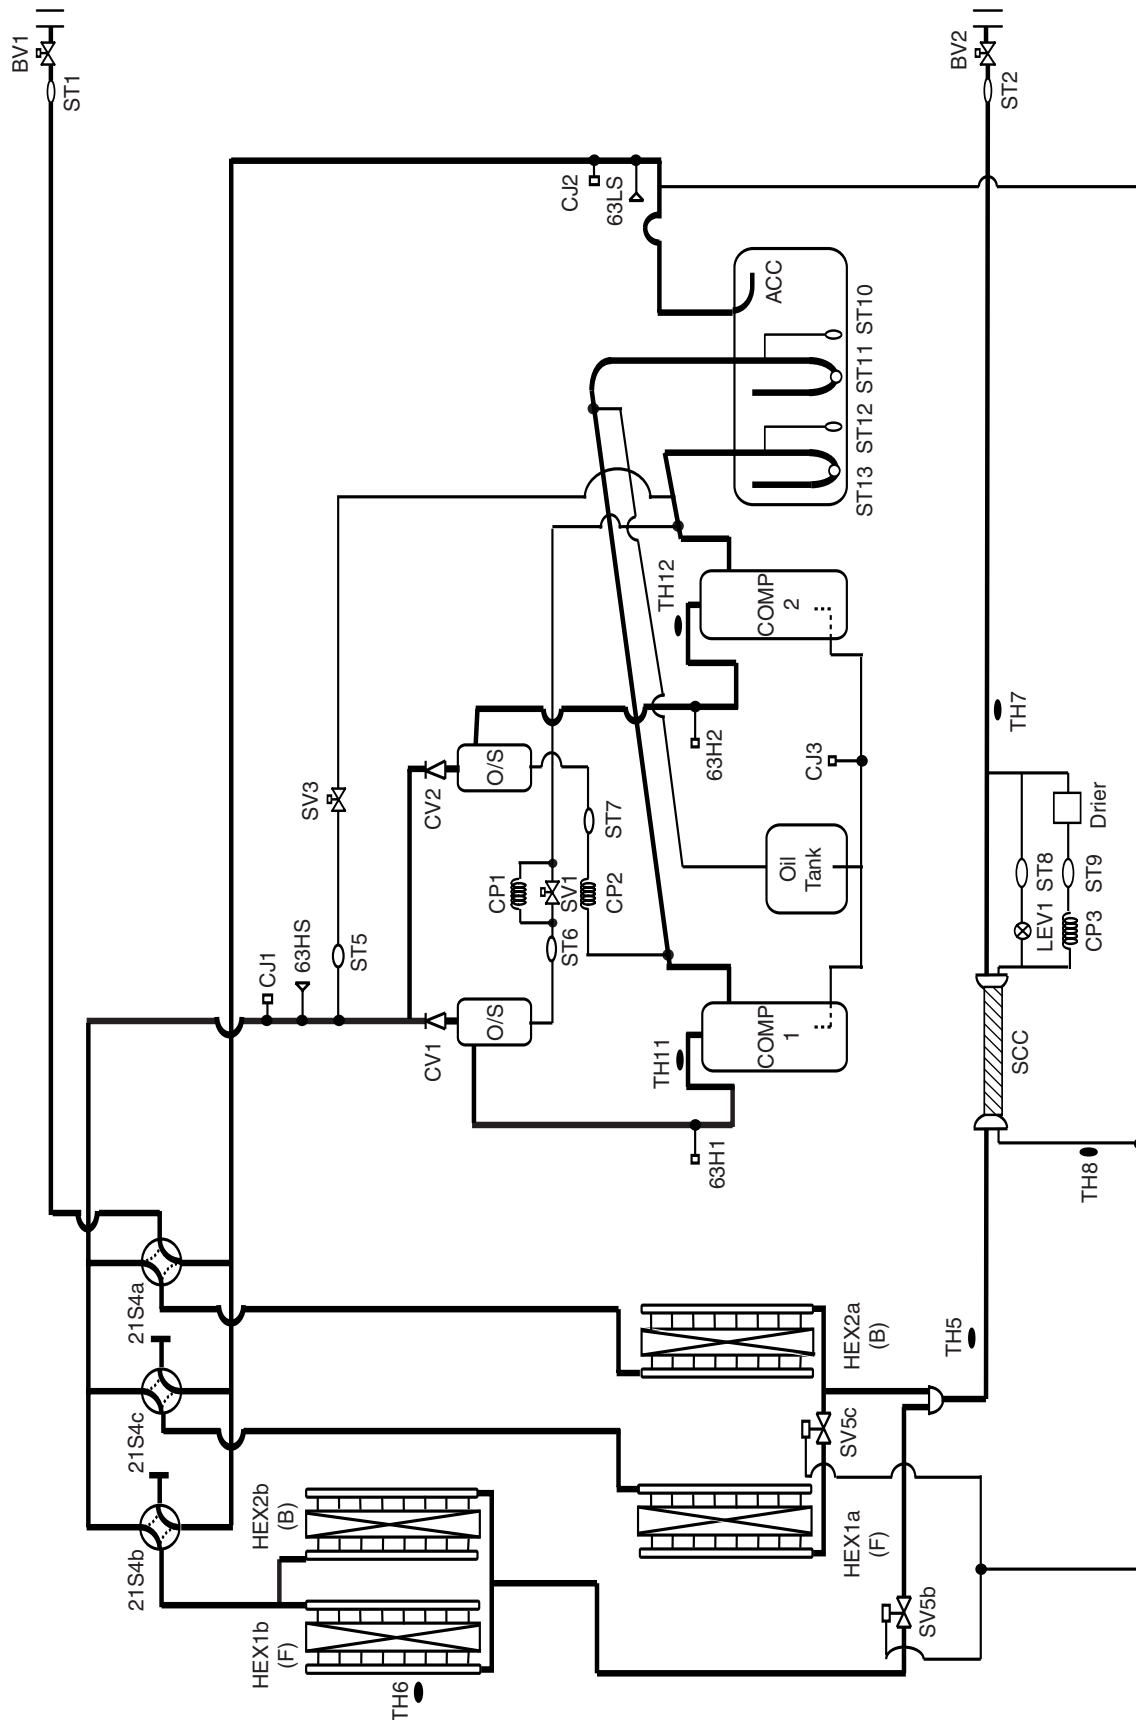 BV1
ST1
BV2
ST2
CJ2
63LS
ACC
ST10
ST11
ST12
ST13
TH12
COMP
2
TH7
SV3
CV2
O/S
63H2
CJ3
ST7
CP1
SV1
CP2
ST6
Oil
Tank
Drier
ST8
ST9
LEV1
CP3
CJ1
63HS
ST5
CV1
O/S
TH11
COMP
1
SCC
63H1
TH8
21S4a
21S4c
21S4b
HEX2a
(B)
TH5
SV5c
HEX2b
(B)
HEX1a
(F)
HEX1b
(F)
SV5b
TH6